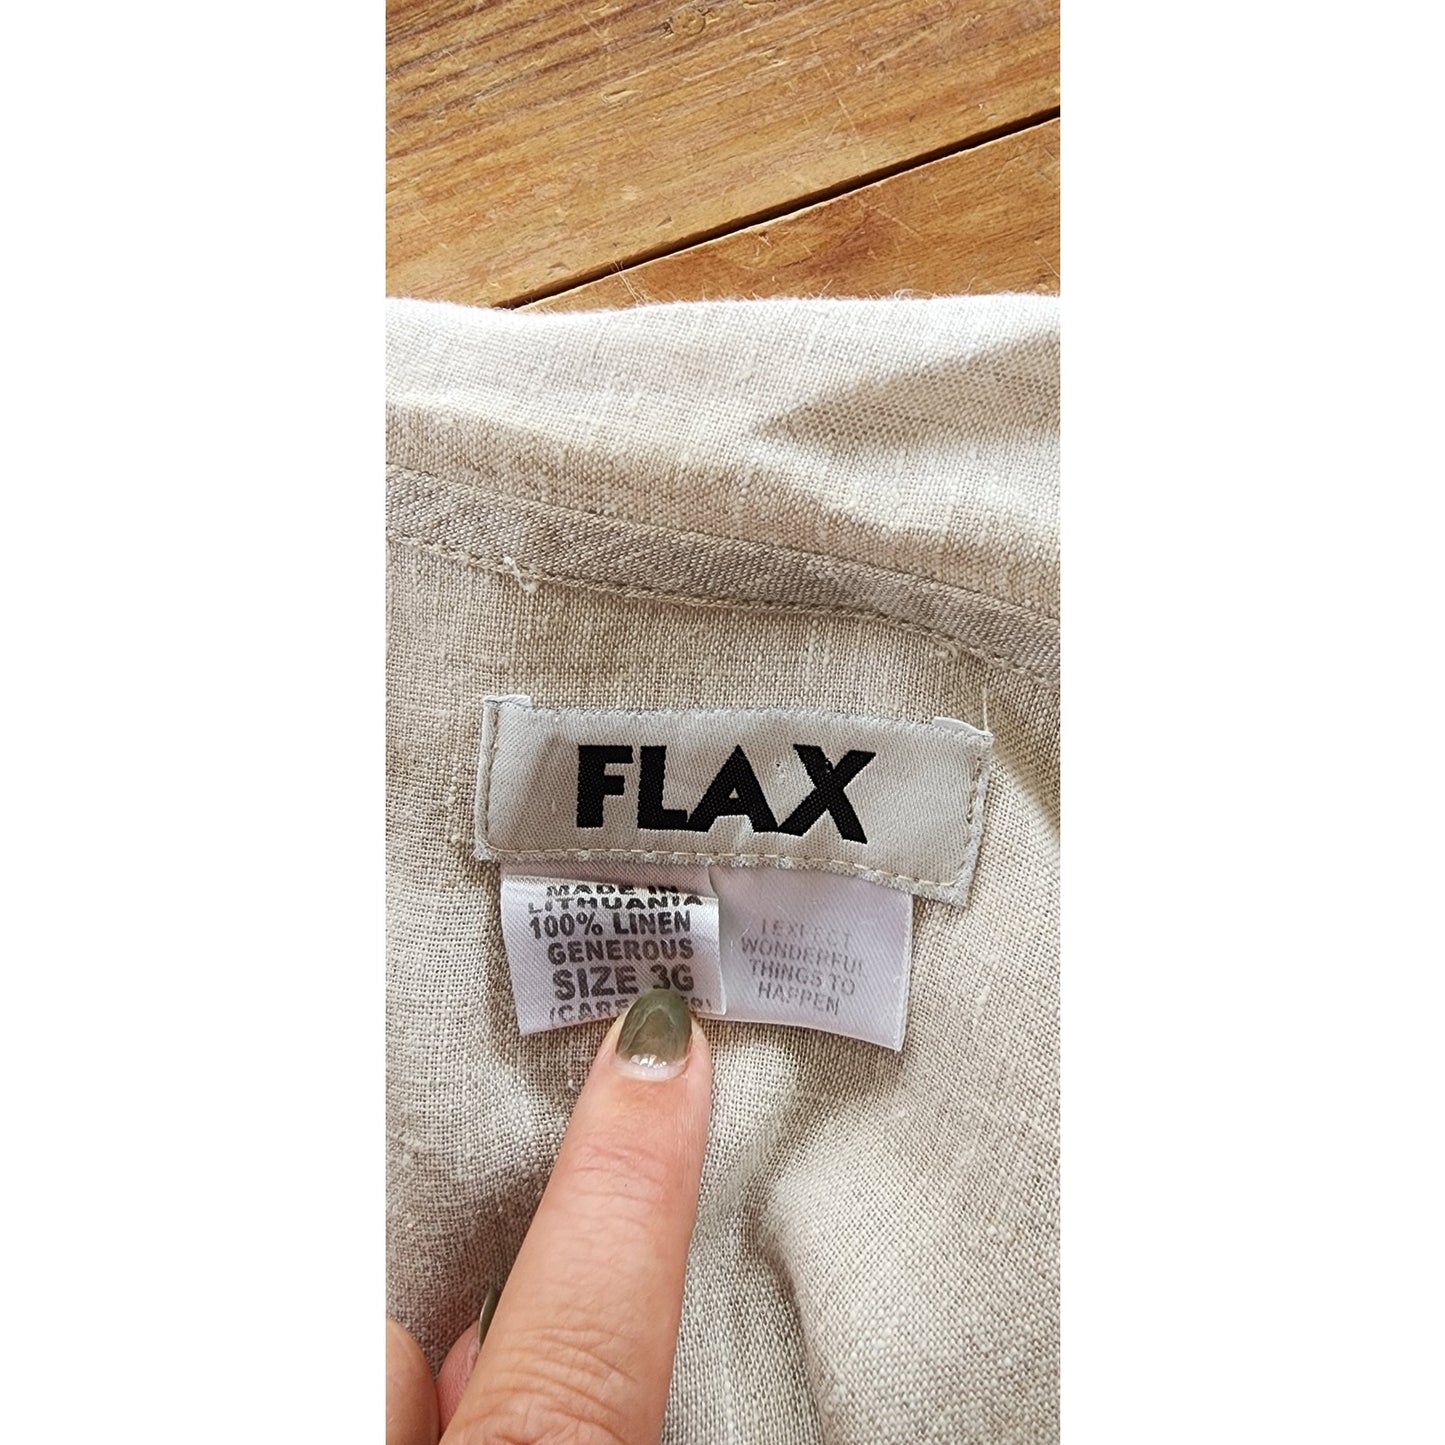 FLAX
MADE IN
LITHUANIA
100% LINEN
GENEROUS
SIZE 3G
I EXPECT
WONDERFUL
THINGS TO
HAPPEN